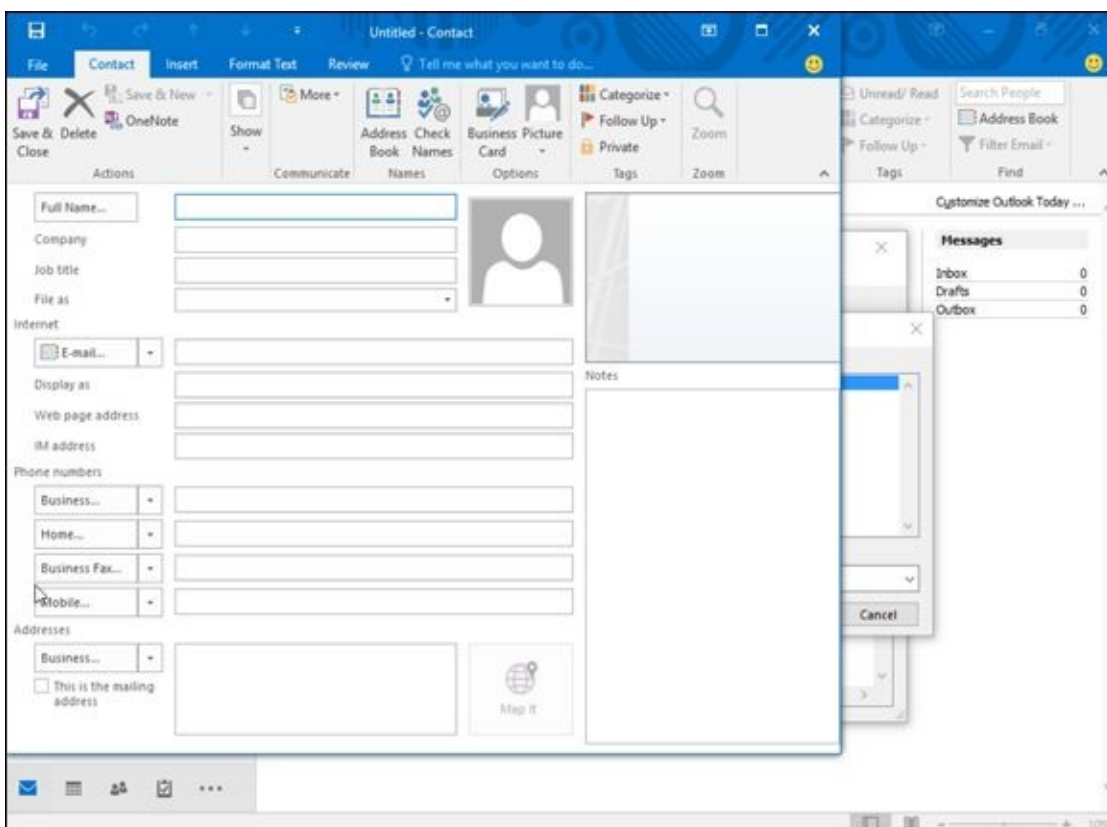 Untitled - Contact
File Contact Insert Format Text Review Tell me what you want to do...
Save & Close
Delete
Save & New
OneNote
Actions
Show
More
Communicate
Address Book
Check Names
Names
Business Card
Picture
Options
Categorize
Follow Up
Private
Tags
Zoom
Zoom
Unread/ Read
Categorize
Follow Up
Tags
Search People
Address Book
Filter Email
Find
Full Name...
Company
Job title
File as
Internet
E-mail...
Display as
Web page address
IM address
Phone numbers
Business...
Home...
Business Fax...
Mobile...
Addresses
Business...
This is the mailing
address
Map It
Notes
Customize Outlook Today ...
Messages
Inbox 0
Drafts 0
Outbox 0
Cancel